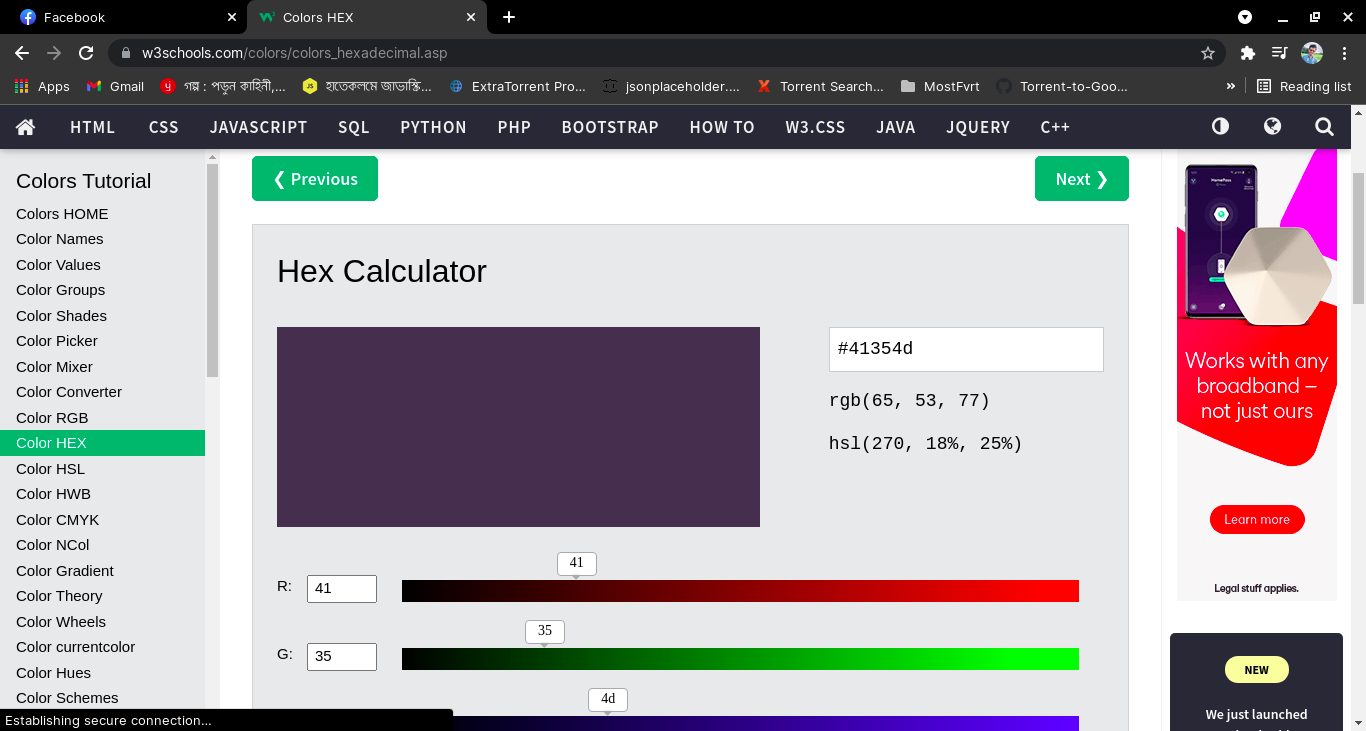 Facebook
Colors HEX
w3schools.com/colors/colors_hexadecimal.asp
Apps
Gmail
গল্প : পড়ুন কাহিনী,...
হাতেকলমে জাভাস্ক্রি...
ExtraTorrent Pro...
jsonplaceholder....
Torrent Search...
MostFvrt
Torrent-to-Goo...
»
Reading list
HTML CSS JAVASCRIPT SQL PYTHON PHP BOOTSTRAP HOW TO W3.CSS JAVA JQUERY C++
Colors Tutorial
Colors HOME
Color Names
Color Values
Color Groups
Color Shades
Color Picker
Color Mixer
Color Converter
Color RGB
Color HEX
Color HSL
Color HWB
Color CMYK
Color NCol
Color Gradient
Color Theory
Color Wheels
Color currentcolor
Color Hues
Color Schemes
Establishing secure connection...
❮ Previous
Next ❯
Hex Calculator
#41354d
rgb(65, 53, 77)
hsl(270, 18%, 25%)
41
R: 41
35
G: 35
4d
HomePass
Works with any
broadband –
not just ours
Learn more
Legal stuff applies.
NEW
We just launched